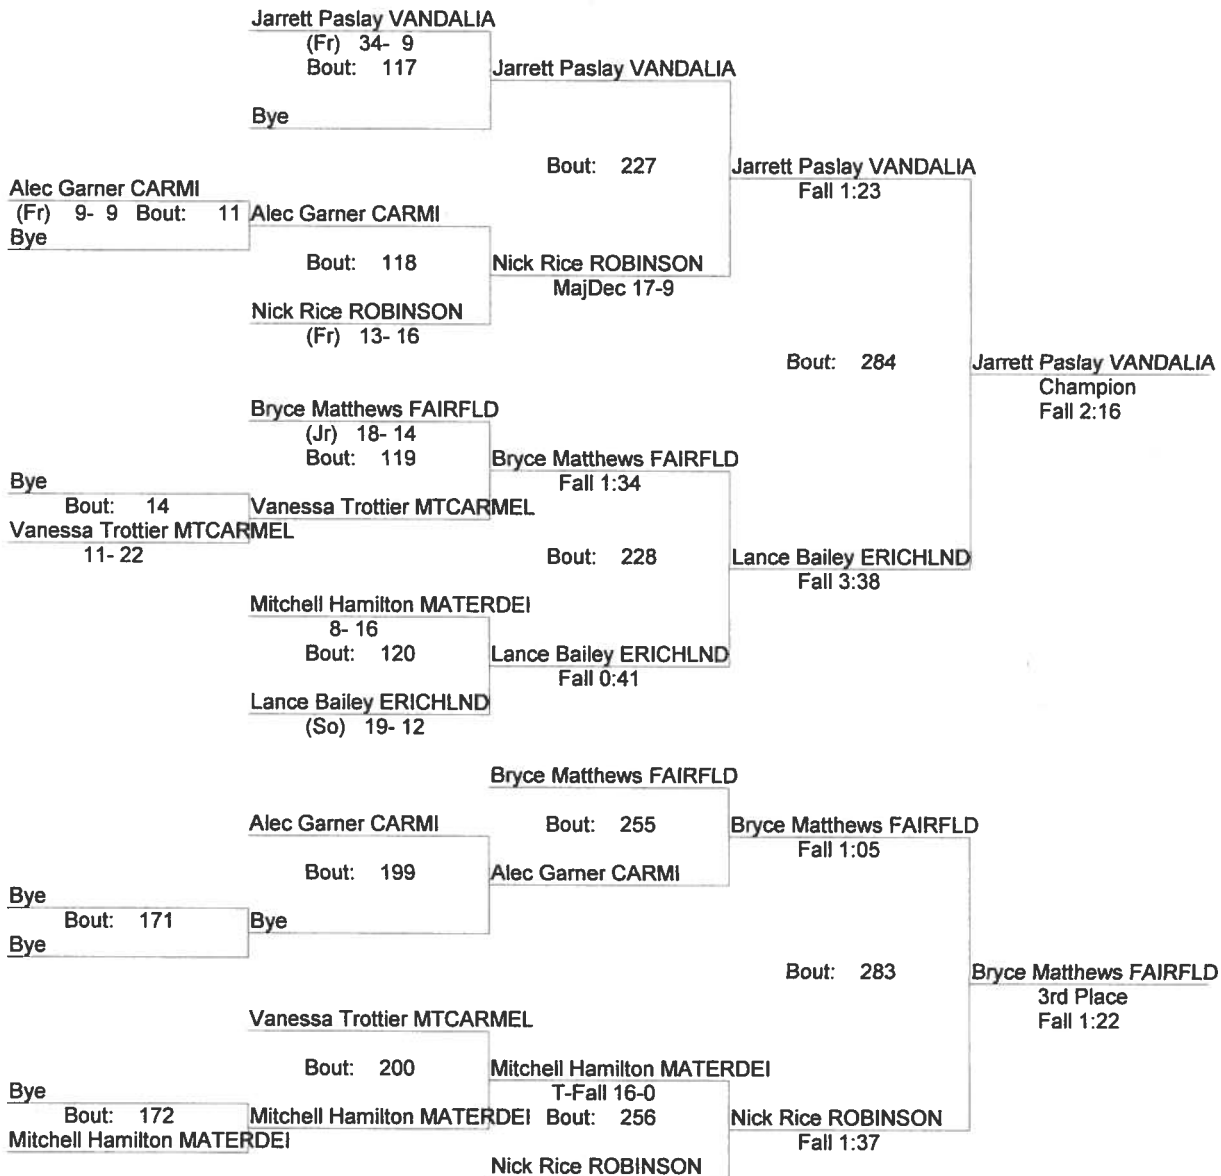 Jarrett Paslay VANDALIA
(Fr) 34- 9
Bout: 117
Jarrett Paslay VANDALIA
Bye
Bout: 227
Jarrett Paslay VANDALIA
Fall 1:23
Alec Garner CARMI
(Fr) 9- 9 Bout: 11
Bye
Alec Garner CARMI
Bout: 118
Nick Rice ROBINSON
MajDec 17-9
Nick Rice ROBINSON
(Fr) 13- 16
Bout: 284
Jarrett Paslay VANDALIA
Champion
Fall 2:16
Bryce Matthews FAIRFLD
(Jr) 18- 14
Bout: 119
Bryce Matthews FAIRFLD
Fall 1:34
Bye
Bout: 14
Vanessa Trottier MTCARMEL
Vanessa Trottier MTCARMEL
11- 22
Bout: 228
Lance Bailey ERICHLND
Fall 3:38
Mitchell Hamilton MATERDEI
8- 16
Bout: 120
Lance Bailey ERICHLND
Fall 0:41
Lance Bailey ERICHLND
(So) 19- 12
Bryce Matthews FAIRFLD
Alec Garner CARMI
Bout: 255
Bryce Matthews FAIRFLD
Fall 1:05
Bout: 199
Alec Garner CARMI
Bye
Bout: 171
Bye
Bye
Bout: 283
Bryce Matthews FAIRFLD
3rd Place
Fall 1:22
Vanessa Trottier MTCARMEL
Bout: 200
Mitchell Hamilton MATERDEI
T-Fall 16-0
Bye
Bout: 172
Mitchell Hamilton MATERDEI
Mitchell Hamilton MATERDEI
Bout: 256
Nick Rice ROBINSON
Fall 1:37
Nick Rice ROBINSON